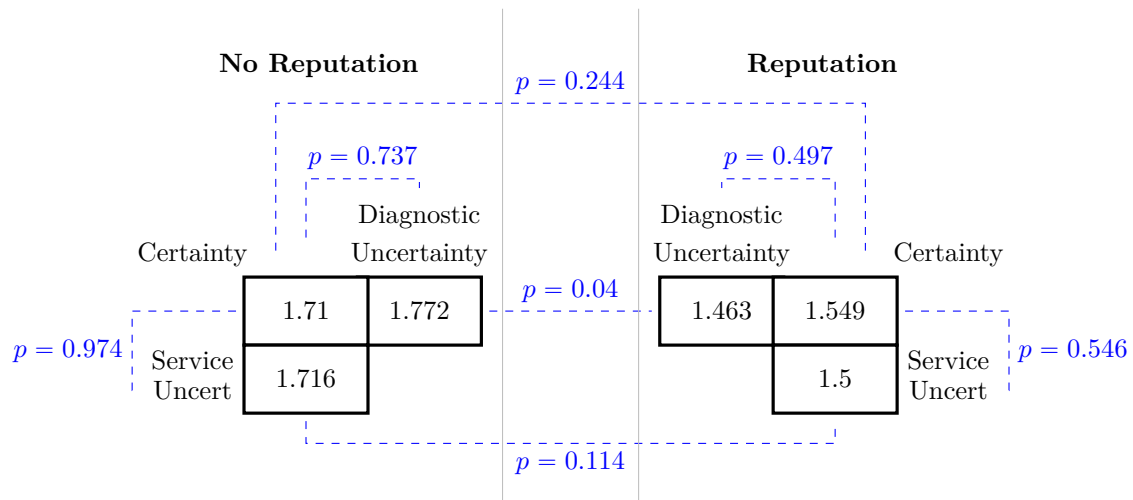 No Reputation
Reputation
p = 0.244
p = 0.737
p = 0.497
Diagnostic
Uncertainty
Diagnostic
Uncertainty
Certainty
Certainty
1.71
1.772
p = 0.04
1.463
1.549
p = 0.974
Service
Uncert
1.716
1.5
Service
Uncert
p = 0.546
p = 0.114